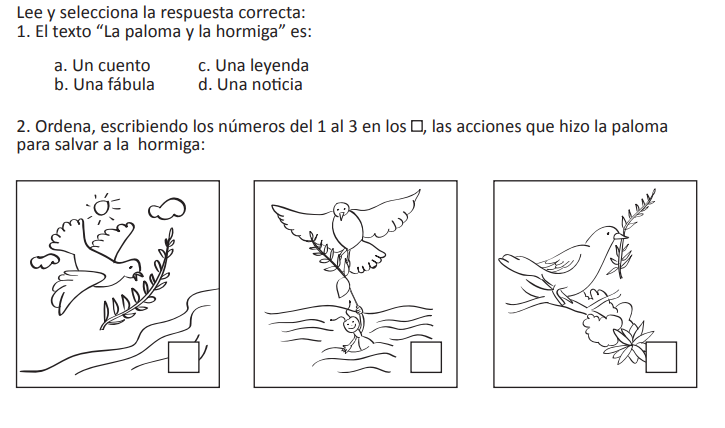 Lee y selecciona la respuesta correcta:
1. El texto “La paloma y la hormiga” es:
a. Un cuento c. Una leyenda
b. Una fábula d. Una noticia
2. Ordena, escribiendo los números del 1 al 3 en los □, las acciones que hizo la paloma
para salvar a la hormiga: